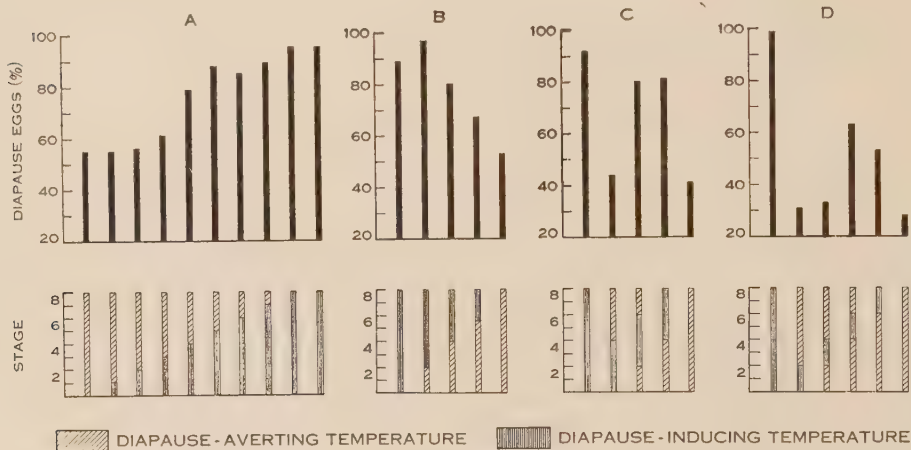 A B C D
DIAPAUSE EGGS (%)
100 80 60 40 20
100 80 60 40 20
100 80 60 40 20
100 80 60 40 20
STAGE
8 6 4 2
8 6 4 2
8 6 4 2
8 6 4 2
DIAPAUSE-AVERTING TEMPERATURE DIAPAUSE-INDUCING TEMPERATURE